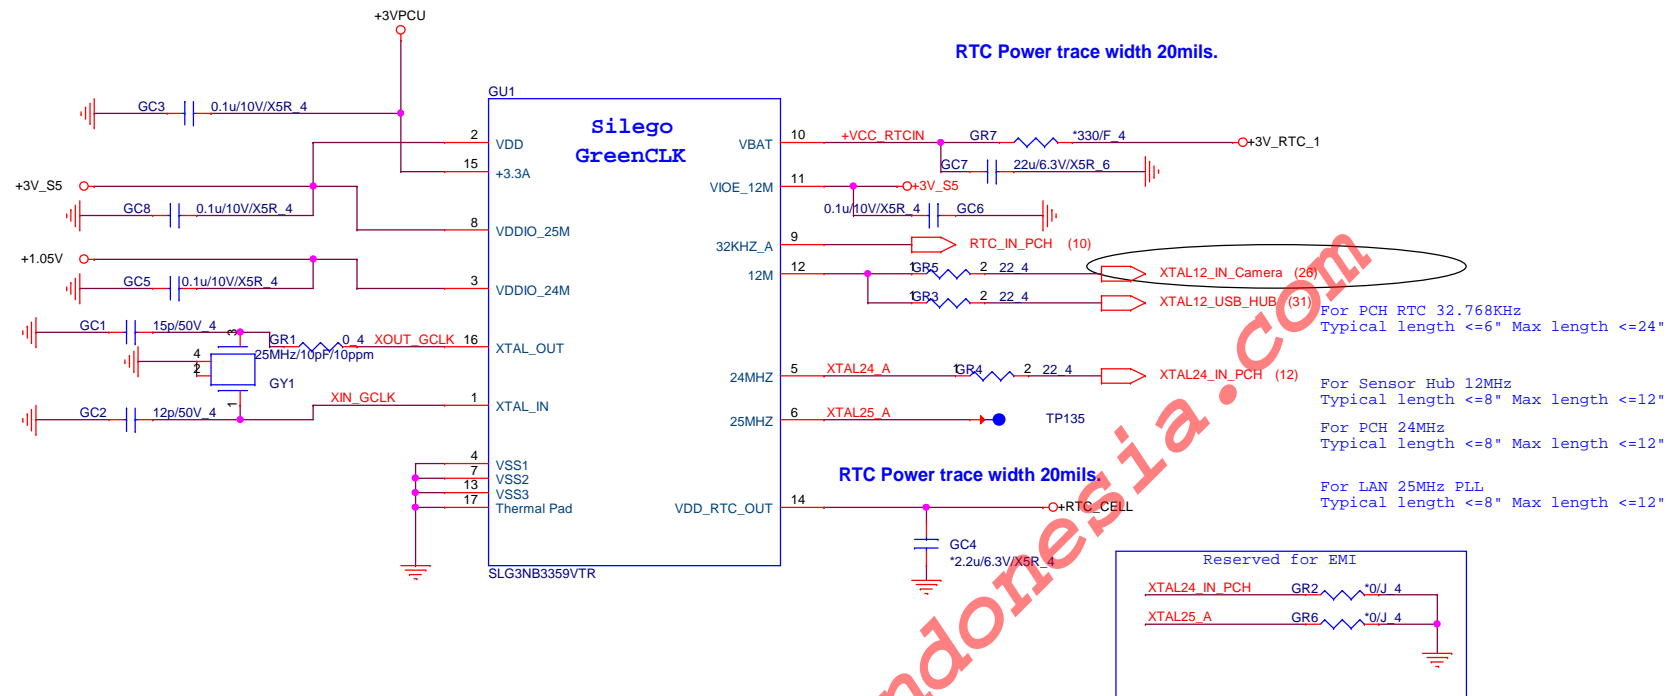 +3VPCU
RTC Power trace width 20mils.
GU1
GC3 0.1u/10V/X5R_4
Silego
GreenCLK
2 VDD
VBAT 10 +VCC_RTCIN GR7 *330/F_4 +3V_RTC_1
15 +3.3A
GC7 22u/6.3V/X5R_6
+3V_S5
VIOE_12M 11 +3V_S5
GC8 0.1u/10V/X5R_4
0.1u/10V/X5R_4 GC6
8 VDDIO_25M
32KHZ_A 9 RTC_IN_PCH (10)
+1.05V
12M 12 1 GR5 2 22_4 XTAL12_IN_Camera (26)
GC5 0.1u/10V/X5R_4
3 VDDIO_24M
1 GR3 2 22_4 XTAL12_USB_HUB (31)
For PCH RTC 32.768KHz
Typical length <=6" Max length <=24"
GC1 15p/50V_4 3
GR1 0_4 XOUT_GCLK 16 XTAL_OUT
4 25MHz/10pF/10ppm
2
GY1
24MHZ 5 XTAL24_A 1 GR4 2 22_4 XTAL24_IN_PCH (12)
For Sensor Hub 12MHz
Typical length <=8" Max length <=12"
1 XIN_GCLK 1 XTAL_IN
GC2 12p/50V_4
25MHZ 6 XTAL25_A TP135
For PCH 24MHz
Typical length <=8" Max length <=12"
4 VSS1
7 VSS2
13 VSS3
17 Thermal Pad
RTC Power trace width 20mils.
For LAN 25MHz PLL
Typical length <=8" Max length <=12"
VDD_RTC_OUT 14 +RTC_CELL
GC4
*2.2u/6.3V/X5R_4
SLG3NB3359VTR
Reserved for EMI
XTAL24_IN_PCH GR2 *0/J_4
XTAL25_A GR6 *0/J_4
ndonesia.com